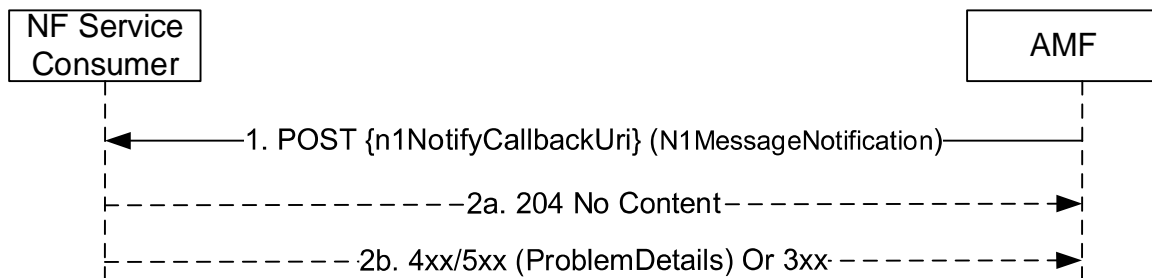 NF Service
Consumer
AMF
1. POST {n1NotifyCallbackUri} (N1MessageNotification)
2a. 204 No Content
2b. 4xx/5xx (ProblemDetails) Or 3xx